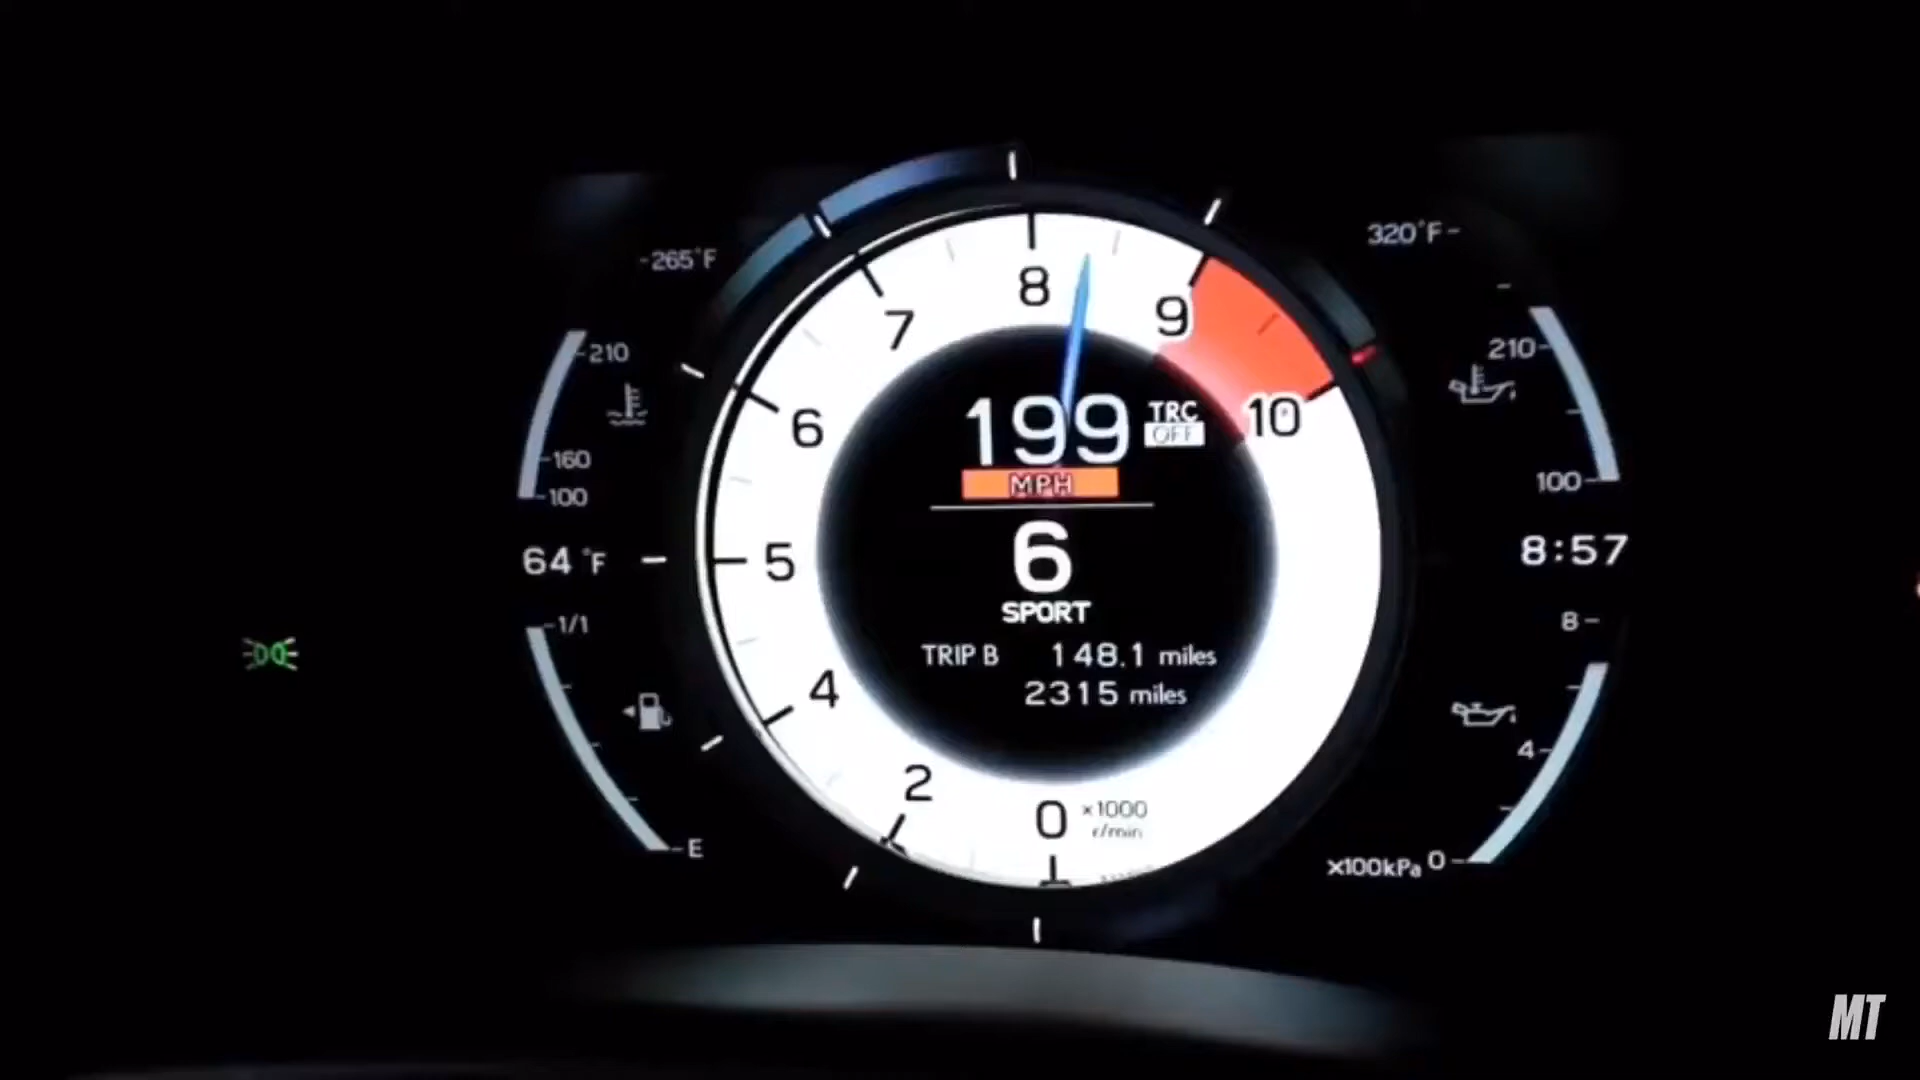 -265°F
320°F-
8
7
9
210
210
6
199
TRC
OFF
10
MPH
160
100
100
6
64 °F
5
8:57
SPORT
1/1
8
TRIP B 148.1 miles
2315 miles
4
4
2
0 ×1000
r/min
E
×100kPa 0
MT